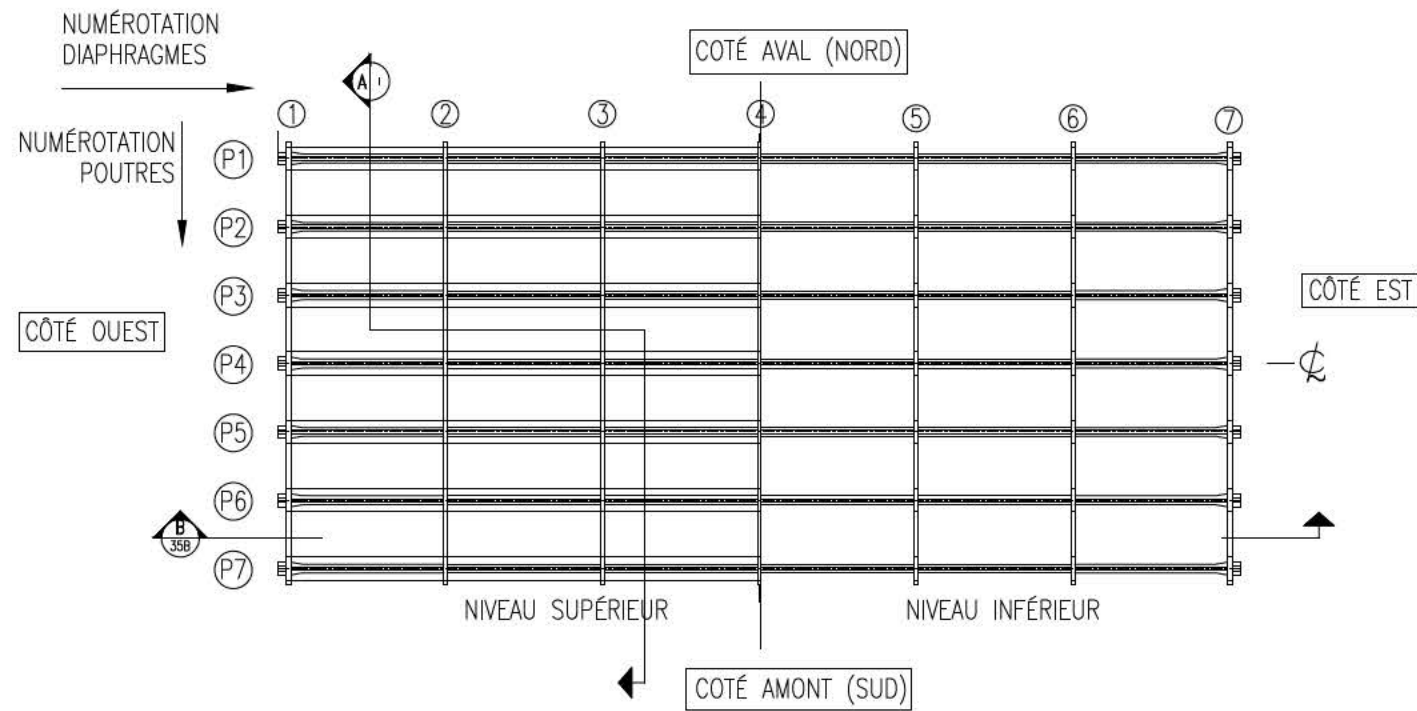 NUMÉROTATION
DIAPHRAGMES
COTÉ AVAL (NORD)
A 1
1 2 3 4 5 6 7
NUMÉROTATION
POUTRES
P1
P2
P3
CÔTÉ EST
CÔTÉ OUEST
P4
P5
P6
B
35B
P7
NIVEAU SUPÉRIEUR NIVEAU INFÉRIEUR
COTÉ AMONT (SUD)